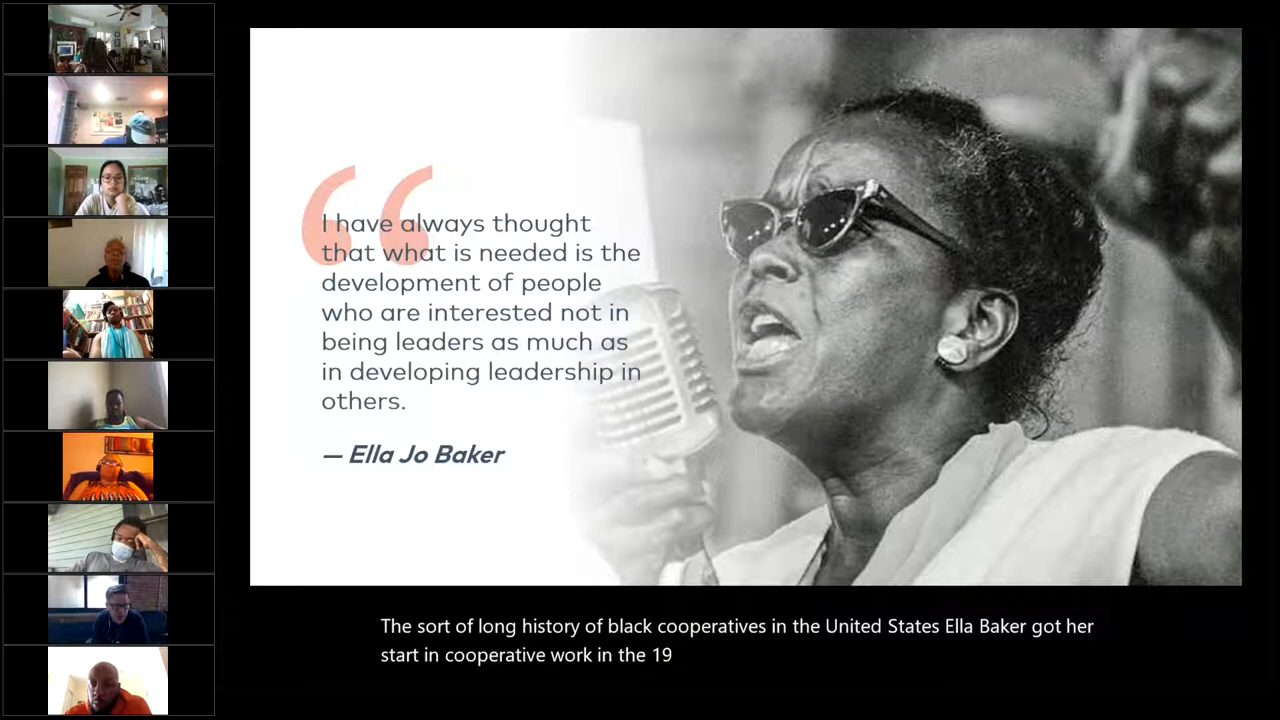 I have always thought
that what is needed is the
development of people
who are interested not in
being leaders as much as
in developing leadership in
others.
— Ella Jo Baker
The sort of long history of black cooperatives in the United States Ella Baker got her
start in cooperative work in the 19